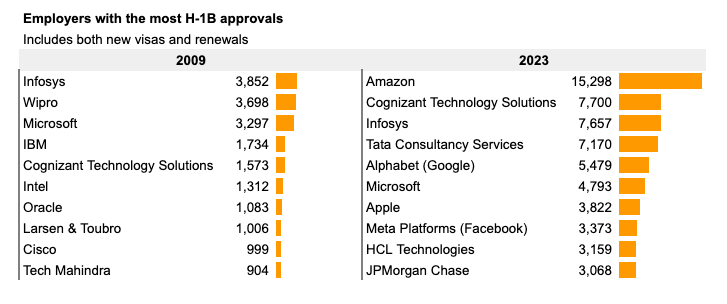 Employers with the most H-1B approvals
Includes both new visas and renewals
2009 2023
Infosys 3,852 Amazon 15,298
Wipro 3,698 Cognizant Technology Solutions 7,700
Microsoft 3,297 Infosys 7,657
IBM 1,734 Tata Consultancy Services 7,170
Cognizant Technology Solutions 1,573 Alphabet (Google) 5,479
Intel 1,312 Microsoft 4,793
Oracle 1,083 Apple 3,822
Larsen & Toubro 1,006 Meta Platforms (Facebook) 3,373
Cisco 999 HCL Technologies 3,159
Tech Mahindra 904 JPMorgan Chase 3,068